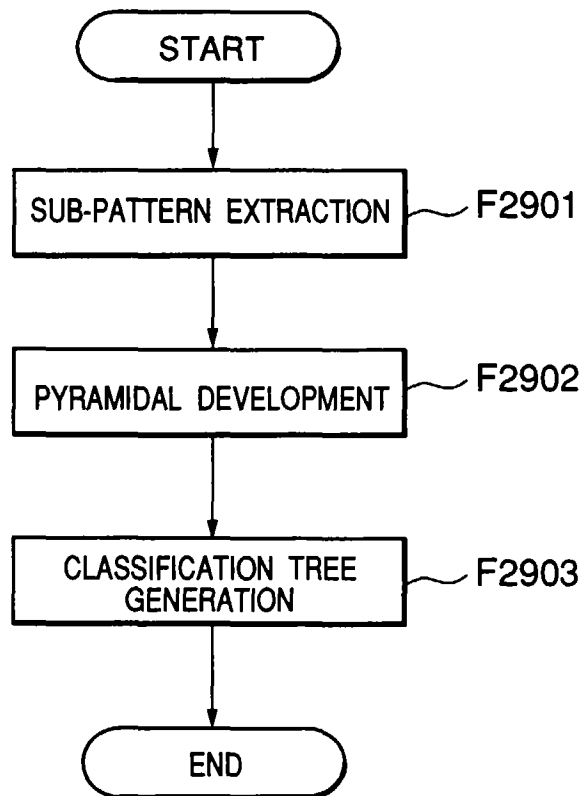 START
SUB-PATTERN EXTRACTION
F2901
PYRAMIDAL DEVELOPMENT
F2902
CLASSIFICATION TREE
GENERATION
F2903
END